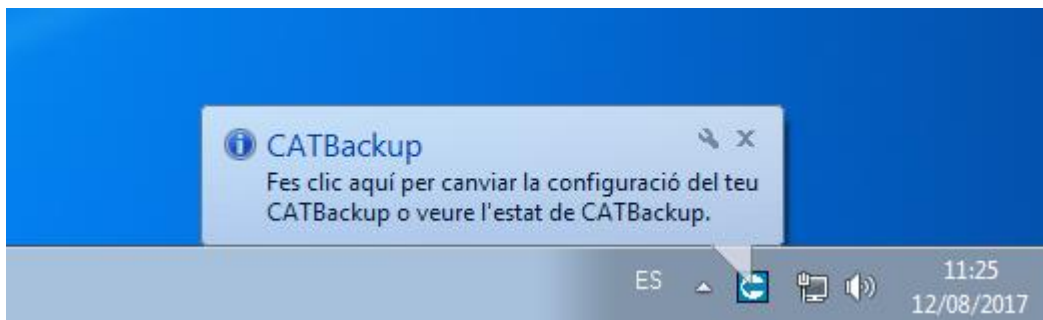 CATBackup
Fes clic aquí per canviar la configuració del teu
CATBackup o veure l'estat de CATBackup.
ES
11:25
12/08/2017